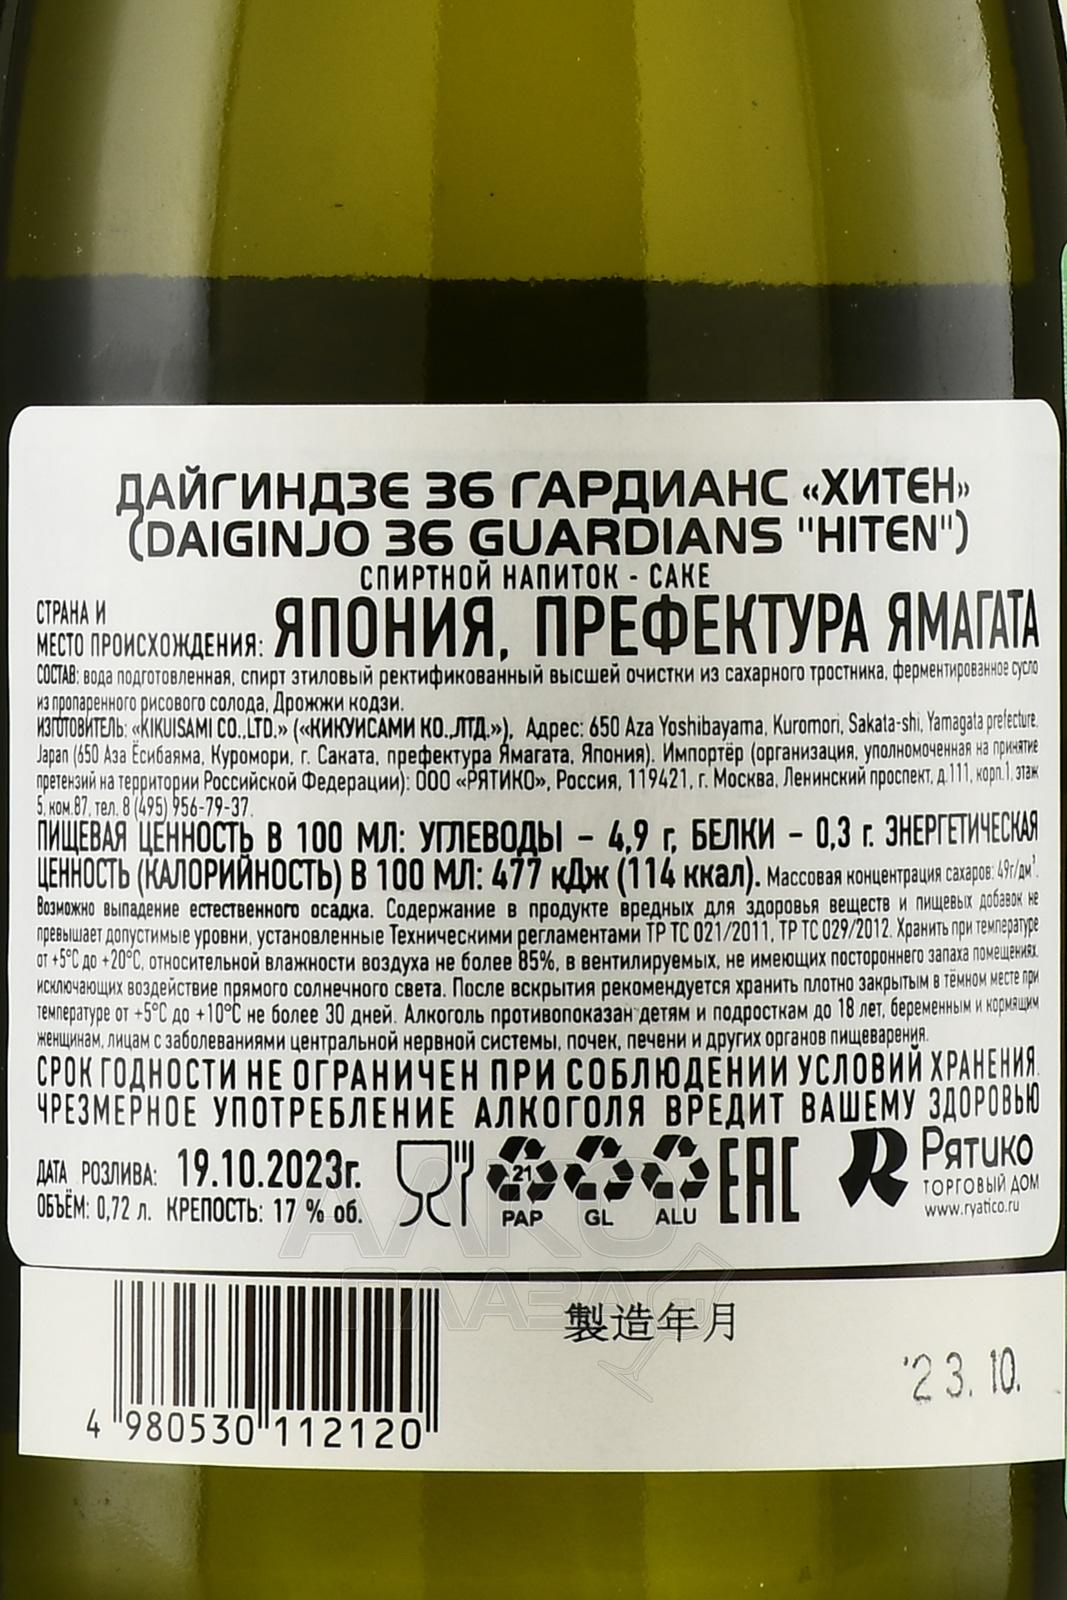 ДАЙГИНДЗЕ 36 ГАРДИАНС «ХИТЕН»
(DAIGINJO 36 GUARDIANS "HITEN")
СПИРТНОЙ НАПИТОК - САКЕ
СТРАНА И
МЕСТО ПРОИСХОЖДЕНИЯ: ЯПОНИЯ, ПРЕФЕКТУРА ЯМАГАТА
СОСТАВ: вода подготовленная, спирт этиловый ректификованный высшей очистки из сахарного тростника, ферментированное сусло
из пропаренного рисового солода, Дрожжи кодзи.
ИЗГОТОВИТЕЛЬ: «KIKUISAMI CO.,LTD.» («КИКУИСАМИ КО.,ЛТД.»), Адрес: 650 Aza Yoshibayama, Kuromori, Sakata-shi, Yamagata prefecture,
Japan (650 Аза Ёсибаяма, Куромори, г. Саката, префектура Ямагата, Япония). Импортёр (организация, уполномоченная на принятие
претензий на территории Российской Федерации): ООО «РЯТИКО», Россия, 119421, г. Москва, Ленинский проспект, д.111, корп.1, этаж
5, ком.87, тел. 8 (495) 956-79-37.
ПИЩЕВАЯ ЦЕННОСТЬ В 100 МЛ: УГЛЕВОДЫ – 4,9 г, БЕЛКИ – 0,3 г. ЭНЕРГЕТИЧЕСКАЯ
ЦЕННОСТЬ (КАЛОРИЙНОСТЬ) В 100 МЛ: 477 кДж (114 ккал). Массовая концентрация сахаров: 49г/дм³.
Возможно выпадение естественного осадка. Содержание в продукте вредных для здоровья веществ и пищевых добавок не
превышает допустимые уровни, установленные Техническими регламентами ТР ТС 021/2011, ТР ТС 029/2012. Хранить при температуре
от +5°С до +20°С, относительной влажности воздуха не более 85%, в вентилируемых, не имеющих постороннего запаха помещениях,
исключающих воздействие прямого солнечного света. После вскрытия рекомендуется хранить плотно закрытым в тёмном месте при
температуре от +5°С до +10°С не более 30 дней. Алкоголь противопоказан детям и подросткам до 18 лет, беременным и кормящим
женщинам, лицам с заболеваниями центральной нервной системы, почек, печени и других органов пищеварения.
СРОК ГОДНОСТИ НЕ ОГРАНИЧЕН ПРИ СОБЛЮДЕНИИ УСЛОВИЙ ХРАНЕНИЯ.
ЧРЕЗМЕРНОЕ УПОТРЕБЛЕНИЕ АЛКОГОЛЯ ВРЕДИТ ВАШЕМУ ЗДОРОВЬЮ
ДАТА РОЗЛИВА: 19.10.2023г.
ОБЪЁМ: 0,72 л. КРЕПОСТЬ: 17 % об.
21
PAP GL ALU
EAC
Рятико
ТОРГОВЫЙ ДОМ
www.ryatico.ru
АЛКО
ПЛАЗА.ru
4 980530 112120
製造年月
'23.10.